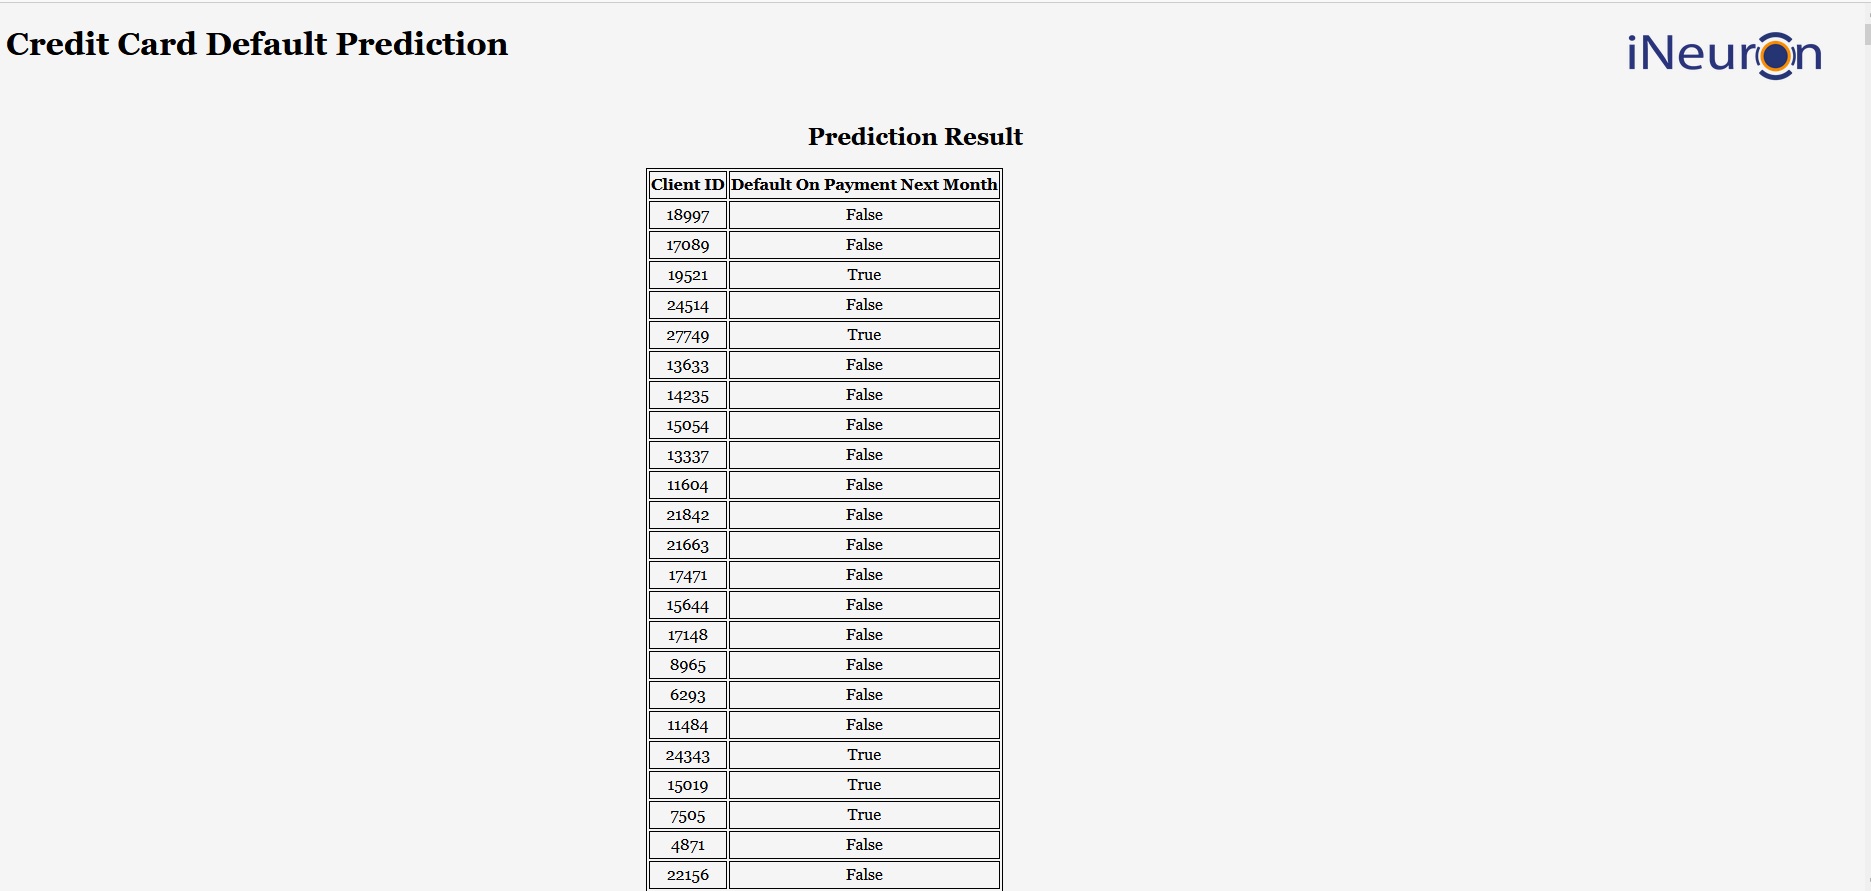 Credit Card Default Prediction
iNeuron
Prediction Result
Client ID Default On Payment Next Month
18997 False
17089 False
19521 True
24514 False
27749 True
13633 False
14235 False
15054 False
13337 False
11604 False
21842 False
21663 False
17471 False
15644 False
17148 False
8965 False
6293 False
11484 False
24343 True
15019 True
7505 True
4871 False
22156 False